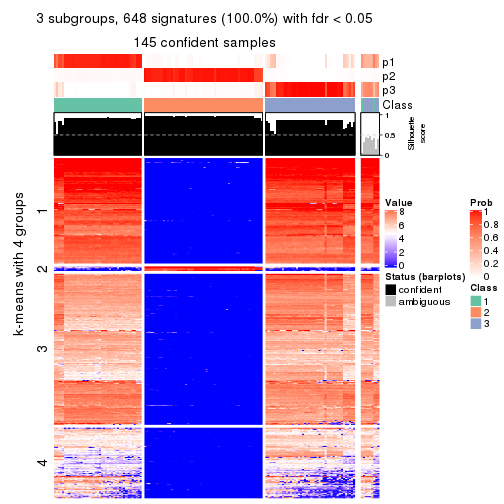 3 subgroups, 648 signatures (100.0%) with fdr < 0.05
145 confident samples
p1
p2
p3
Class
1
0.5
0
Silhouette
score
k-means with 4 groups
1
2
3
4
Value
8
6
4
2
0
Status (barplots)
confident
ambiguous
Prob
1
0.8
0.6
0.4
0.2
0
Class
1
2
3